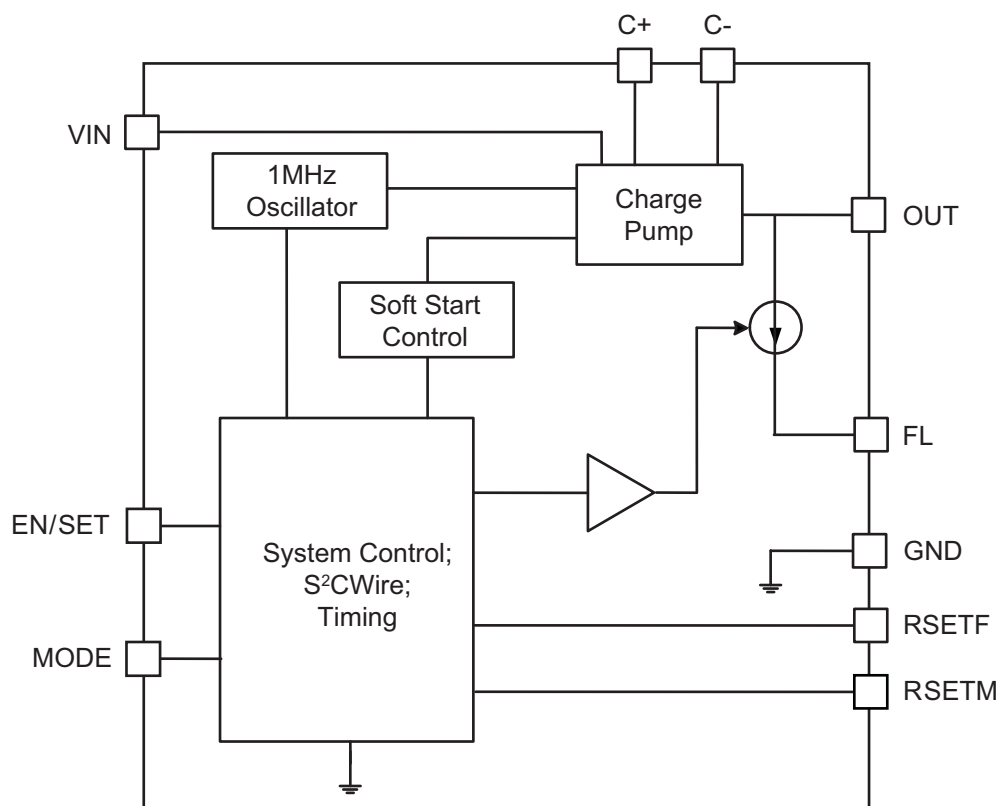 C+ C-
VIN
1MHz
Oscillator
Charge
Pump
OUT
Soft Start
Control
FL
EN/SET
System Control;
S²CWire;
Timing
GND
RSETF
MODE
RSETM